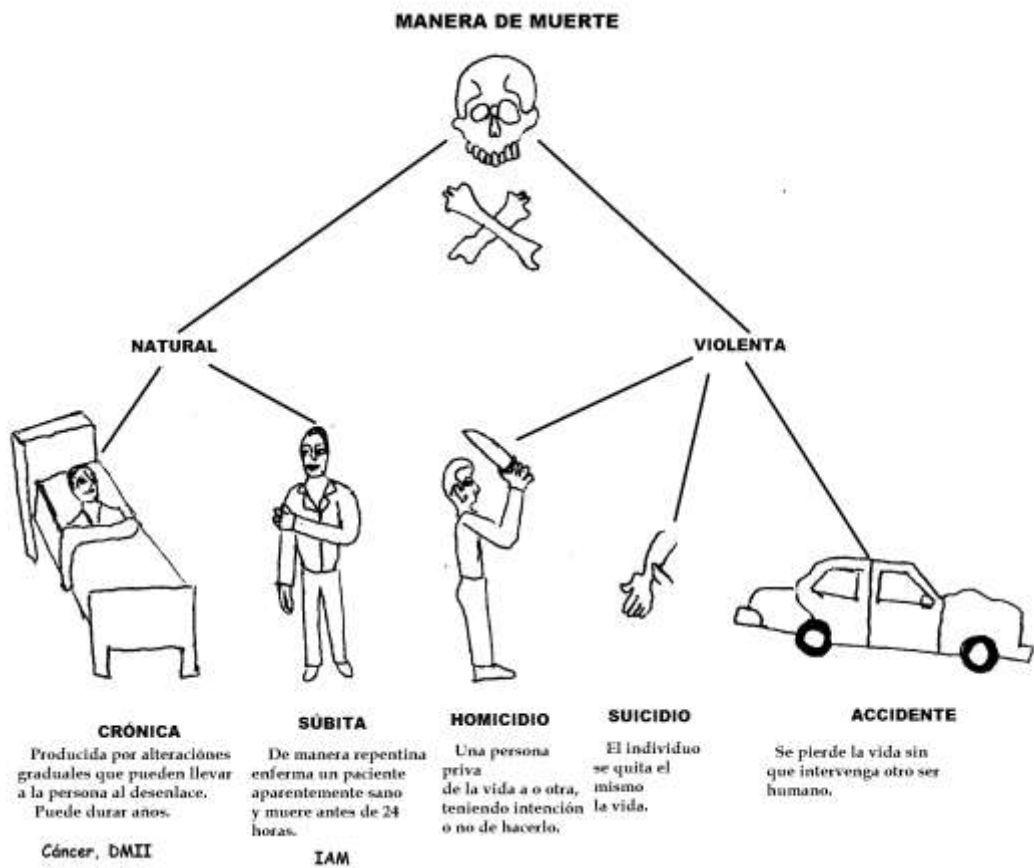 MANERA DE MUERTE
NATURAL
VIOLENTA
CRÓNICA
Producida por alteraciónes
graduales que pueden llevar
a la persona al desenlace.
Puede durar años.
Cáncer, DMII
SÚBITA
De manera repentina
enferma un paciente
aparentemente sano
y muere antes de 24
horas.
IAM
HOMICIDIO
Una persona
priva
de la vida a o otra,
teniendo intención
o no de hacerlo.
SUICIDIO
El individuo
se quita el
mismo
la vida.
ACCIDENTE
Se pierde la vida sin
que intervenga otro ser
humano.